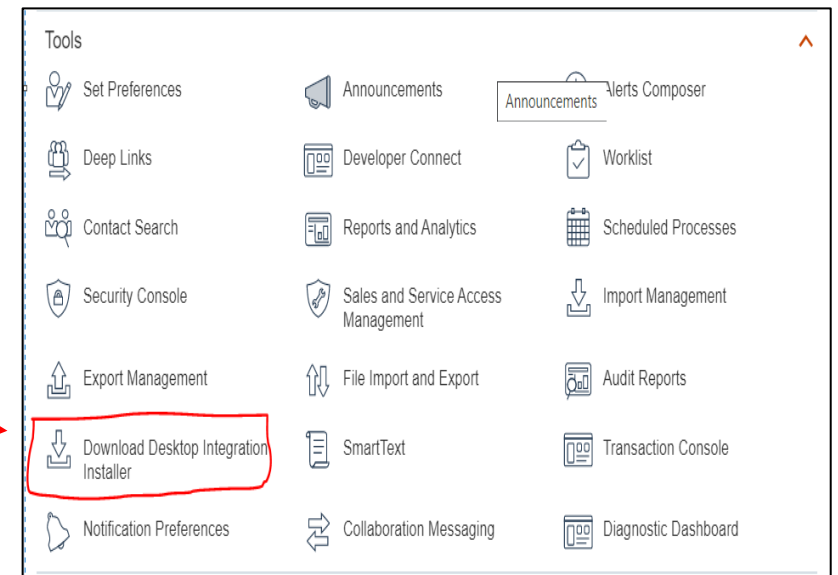 Tools
Set Preferences
Announcements
Announcements
Alerts Composer
Deep Links
Developer Connect
Worklist
Contact Search
Reports and Analytics
Scheduled Processes
Security Console
Sales and Service Access
Management
Import Management
Export Management
File Import and Export
Audit Reports
Download Desktop Integration
Installer
SmartText
Transaction Console
Notification Preferences
Collaboration Messaging
Diagnostic Dashboard